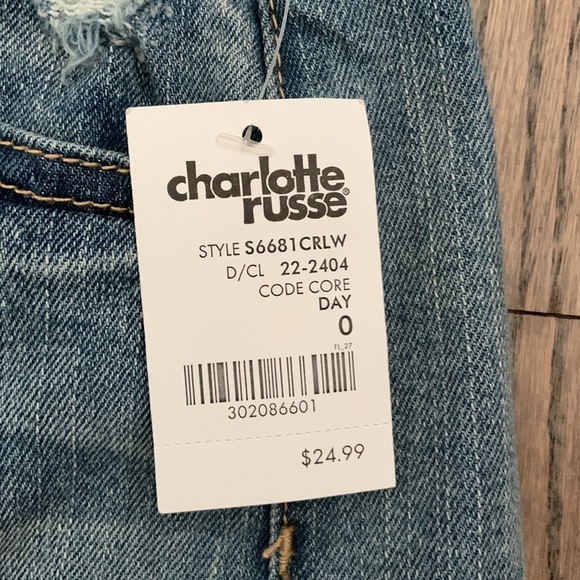 charlotte
russe®
STYLE S6681CRLW
D/CL 22-2404
CODE CORE
DAY
0
FL_27
302086601
$24.99